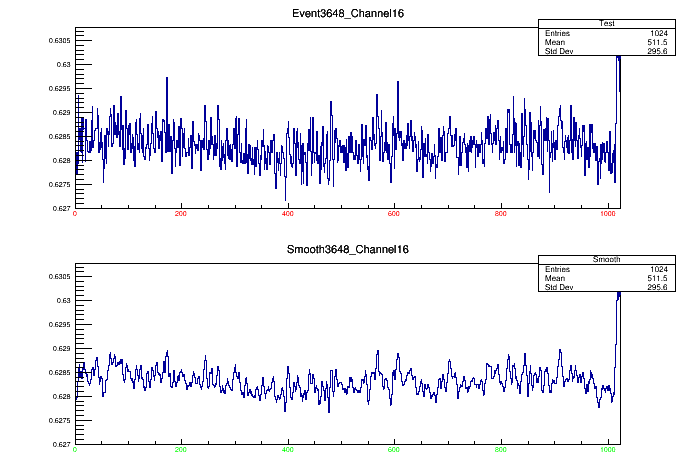 Event3648_Channel16
Test
Entries 1024
Mean 511.5
Std Dev 295.6
0.6305
0.63
0.6295
0.629
0.6285
0.628
0.6275
0.627
0 200 400 600 800 1000
Smooth3648_Channel16
Smooth
Entries 1024
Mean 511.5
Std Dev 295.6
0.6305
0.63
0.6295
0.629
0.6285
0.628
0.6275
0.627
0 200 400 600 800 1000